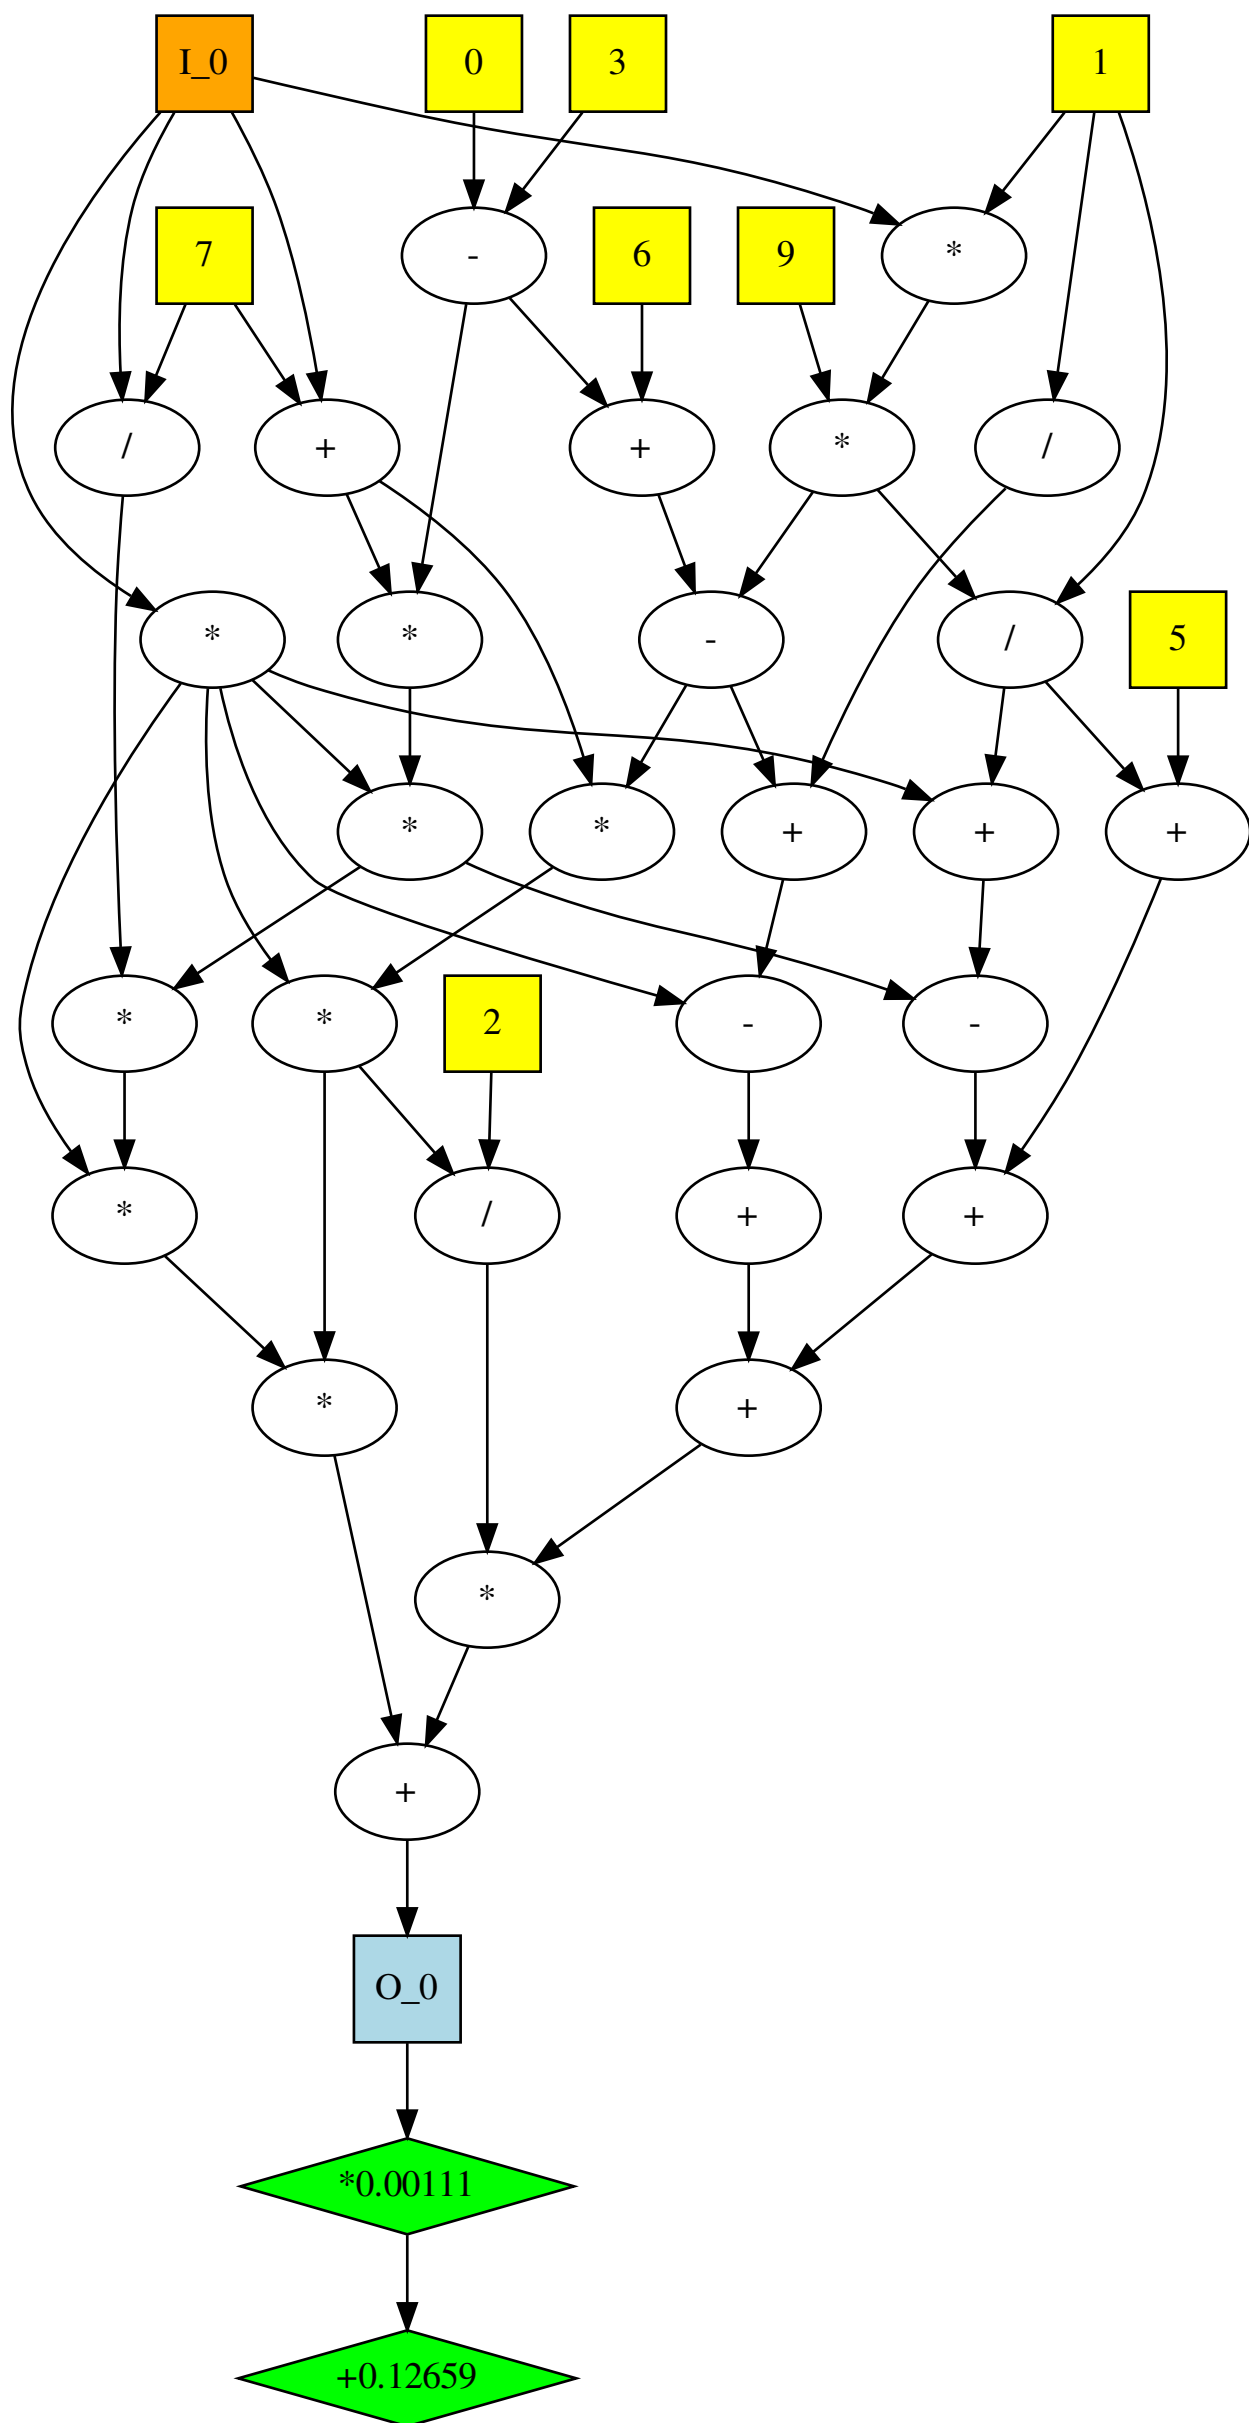 I_0 0 3 1
7 - 6 9 *
/ + + * /
* * - / 5
* * + + +
* * 2 - -
* / + +
* +
*
+
O_0
*0.00111
+0.12659